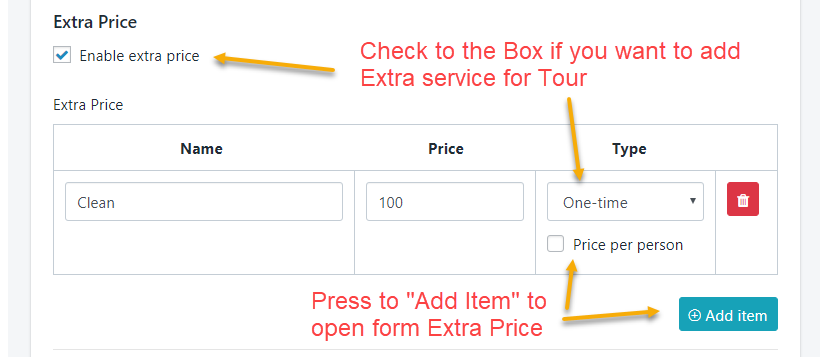 Extra Price
Enable extra price
Check to the Box if you want to add
Extra service for Tour
Extra Price
Name Price Type
Clean 100 One-time
Price per person
Press to "Add Item" to
open form Extra Price
Add item